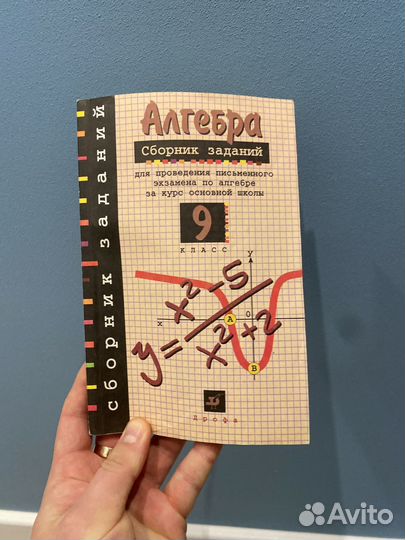 сборник заданий
Алгебра
Сборник заданий
для проведения письменного
экзамена по алгебре
за курс основной школы
9
КЛАСС
y = x² - 5 / x² + 2
Y
X
0
A
B
Дрофа
Avito